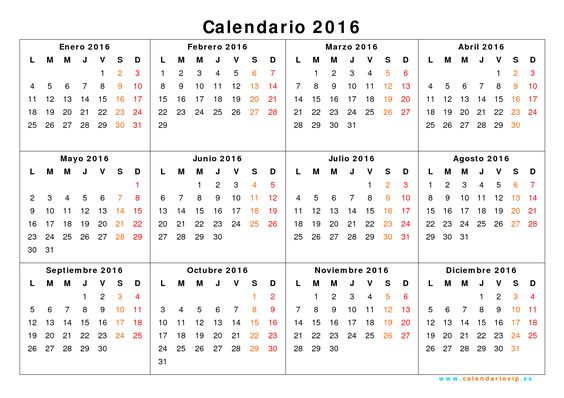 Calendario 2016
Enero 2016
L M M J V S D
1 2 3
4 5 6 7 8 9 10
11 12 13 14 15 16 17
18 19 20 21 22 23 24
25 26 27 28 29 30 31
Febrero 2016
L M M J V S D
1 2 3 4 5 6 7
8 9 10 11 12 13 14
15 16 17 18 19 20 21
22 23 24 25 26 27 28
29
Marzo 2016
L M M J V S D
1 2 3 4 5 6
7 8 9 10 11 12 13
14 15 16 17 18 19 20
21 22 23 24 25 26 27
28 29 30 31
Abril 2016
L M M J V S D
1 2 3
4 5 6 7 8 9 10
11 12 13 14 15 16 17
18 19 20 21 22 23 24
25 26 27 28 29 30
Mayo 2016
L M M J V S D
1
2 3 4 5 6 7 8
9 10 11 12 13 14 15
16 17 18 19 20 21 22
23 24 25 26 27 28 29
30 31
Junio 2016
L M M J V S D
1 2 3 4 5
6 7 8 9 10 11 12
13 14 15 16 17 18 19
20 21 22 23 24 25 26
27 28 29 30
Julio 2016
L M M J V S D
1 2 3
4 5 6 7 8 9 10
11 12 13 14 15 16 17
18 19 20 21 22 23 24
25 26 27 28 29 30 31
Agosto 2016
L M M J V S D
1 2 3 4 5 6 7
8 9 10 11 12 13 14
15 16 17 18 19 20 21
22 23 24 25 26 27 28
29 30 31
Septiembre 2016
L M M J V S D
1 2 3 4
5 6 7 8 9 10 11
12 13 14 15 16 17 18
19 20 21 22 23 24 25
26 27 28 29 30
Octubre 2016
L M M J V S D
1 2
3 4 5 6 7 8 9
10 11 12 13 14 15 16
17 18 19 20 21 22 23
24 25 26 27 28 29 30
31
Noviembre 2016
L M M J V S D
1 2 3 4 5 6
7 8 9 10 11 12 13
14 15 16 17 18 19 20
21 22 23 24 25 26 27
28 29 30
Diciembre 2016
L M M J V S D
1 2 3 4
5 6 7 8 9 10 11
12 13 14 15 16 17 18
19 20 21 22 23 24 25
26 27 28 29 30 31
www.calendariovip.es